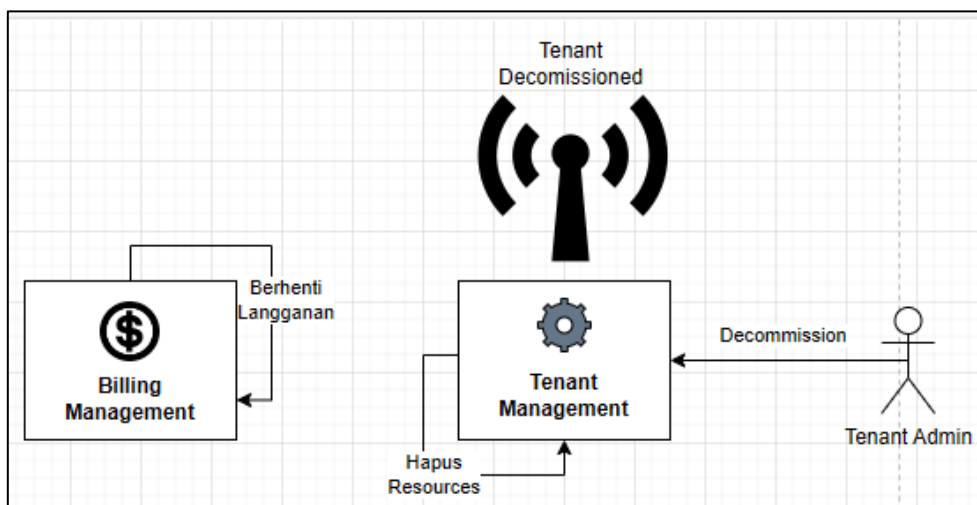 Tenant
Decomissioned
Berhenti
Langganan
$
Billing
Management
Tenant
Management
Decommission
Tenant Admin
Hapus
Resources